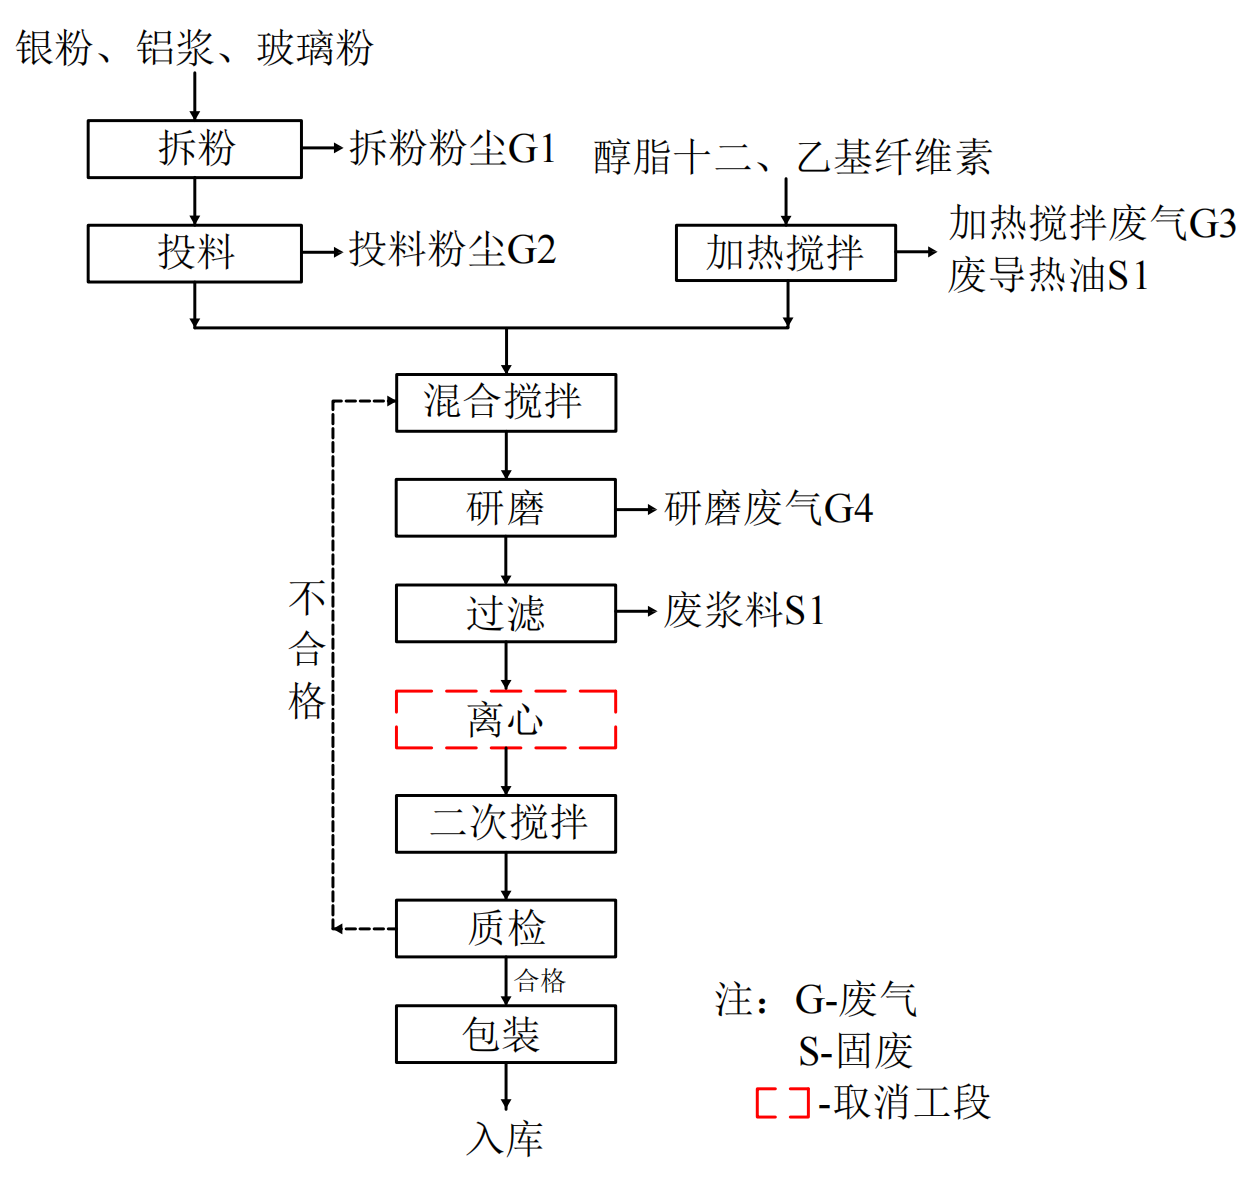 银粉、铝浆、玻璃粉
拆粉
拆粉粉尘G1
醇脂十二、乙基纤维素
投料
投料粉尘G2
加热搅拌
加热搅拌废气G3
废导热油S1
混合搅拌
研磨
研磨废气G4
过滤
废浆料S1
不合格
离心
二次搅拌
质检
合格
包装
入库
注：G-废气
S-固废
-取消工段